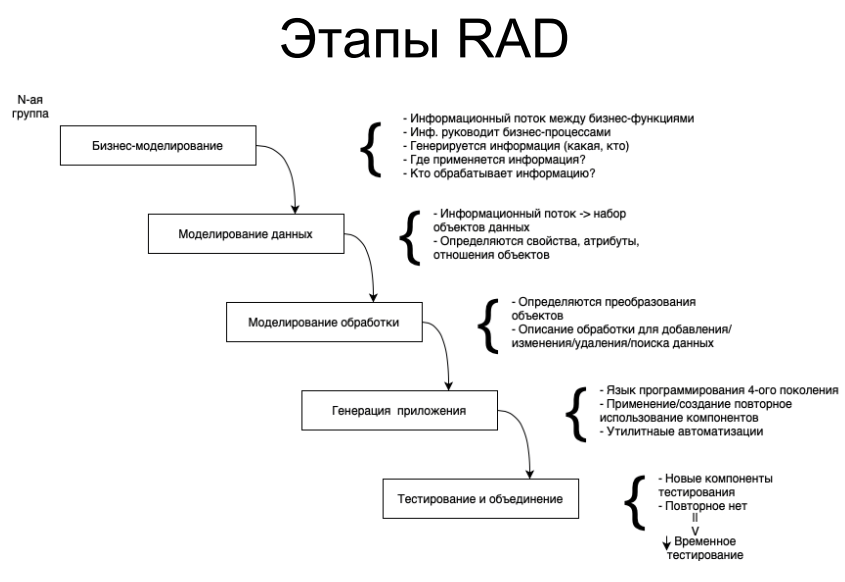 Этапы RAD
N-ая
группа
Бизнес-моделирование
- Информационный поток между бизнес-функциями
- Инф. руководит бизнес-процессами
- Генерируется информация (какая, кто)
- Где применяется информация?
- Кто обрабатывает информацию?
Моделирование данных
- Информационный поток -> набор
объектов данных
- Определяются свойства, атрибуты,
отношения объектов
Моделирование обработки
- Определяются преобразования
объектов
- Описание обработки для добавления/
изменения/удаления/поиска данных
Генерация приложения
- Язык программирования 4-ого поколения
- Применение/создание повторное
использование компонентов
- Утилитнаые автоматизации
Тестирование и объединение
- Новые компоненты
тестирования
- Повторное нет
||
V
Временное
тестирование